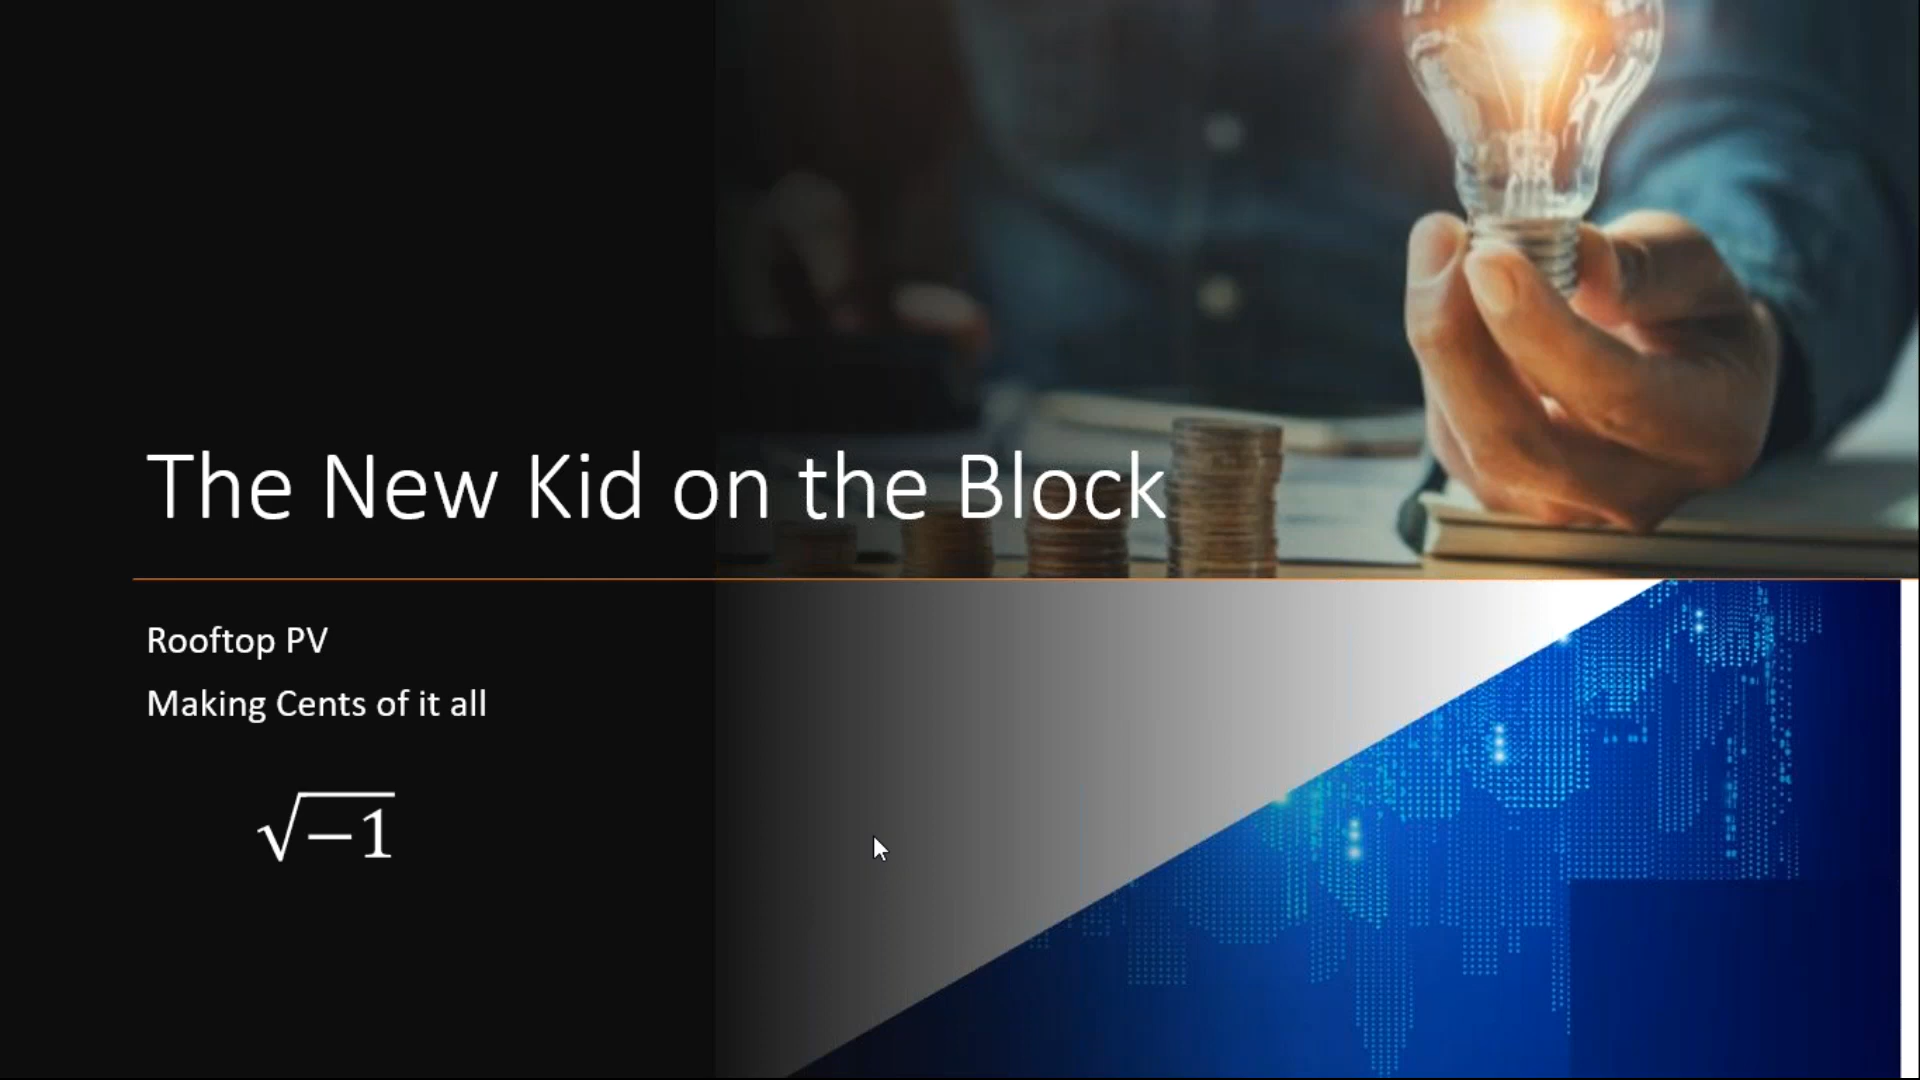 The New Kid on the Block
Rooftop PV
Making Cents of it all
√−1